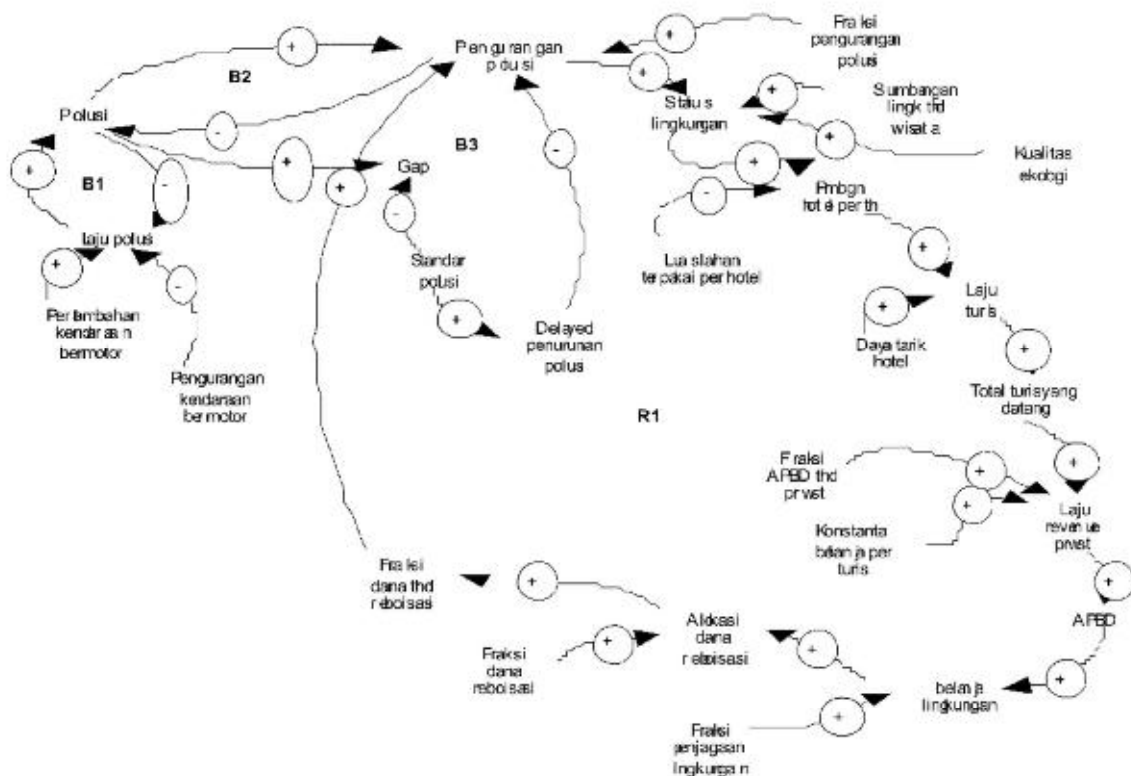 Fraksi
pengurangan
polusi
Pengurangan
polusi
B2
Polusi
B1
B3
Gap
Status
lingkungan
Sumbangan
lingk thd
wisata
Kualitas
ekologi
Pmbgn
hotel per th
Laju polusi
Standar
polusi
Luas lahan
terpakai per hotel
Pertambahan
kendaraan
bermotor
Pengurangan
kendaraan
bermotor
Delayed
penurunan
polusi
Laju
turis
Daya tarik
hotel
R1
Total turis yang
datang
Fraksi
APBD thd
prwst
Konstanta
belanja per
turis
Laju
revenue
prwst
Fraksi
dana thd
reboisasi
APBD
Alokasi
dana
reboisasi
Fraksi
dana
reboisasi
belanja
lingkungan
Fraksi
penjagaan
lingkungan